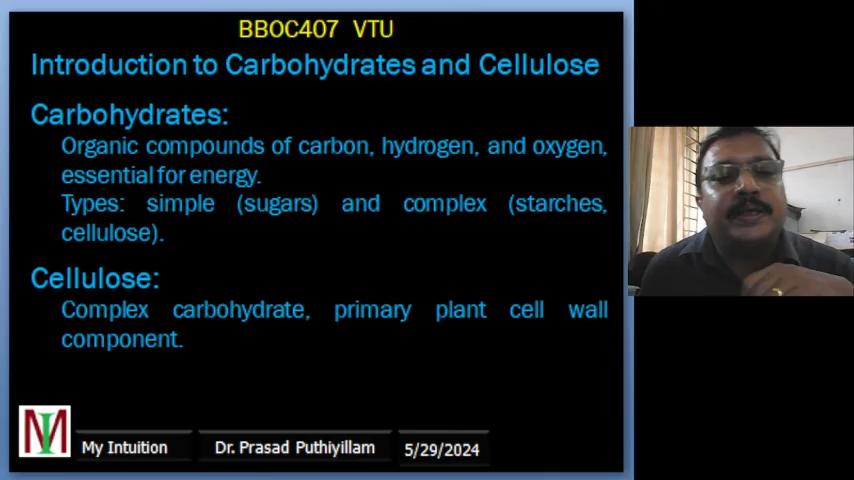 BBOC407 VTU
Introduction to Carbohydrates and Cellulose
Carbohydrates:
Organic compounds of carbon, hydrogen, and oxygen,
essential for energy.
Types: simple (sugars) and complex (starches,
cellulose).
Cellulose:
Complex carbohydrate, primary plant cell wall
component.
MI
My Intuition
Dr. Prasad Puthiyillam
5/29/2024